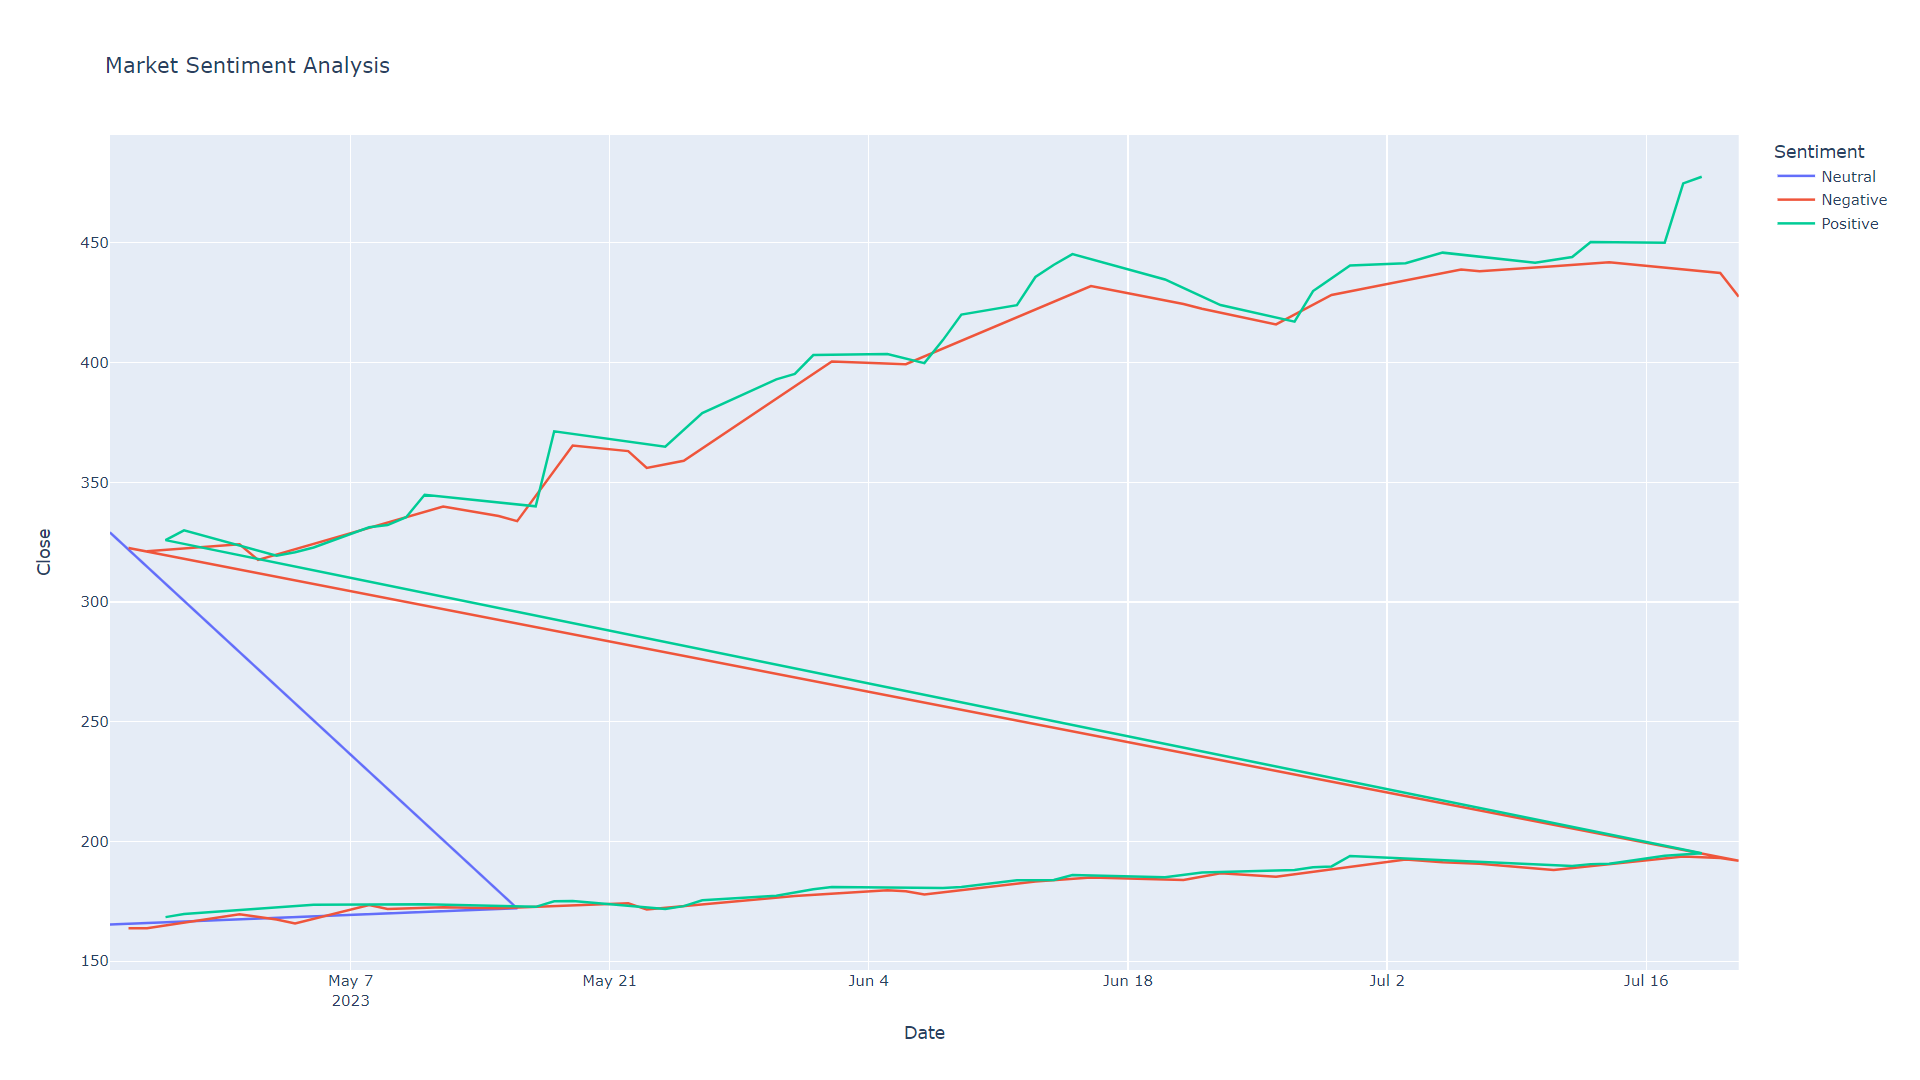 Market Sentiment Analysis
Sentiment
Neutral
Negative
Positive
Close
450
400
350
300
250
200
150
May 7
2023
May 21
Jun 4
Jun 18
Jul 2
Jul 16
Date